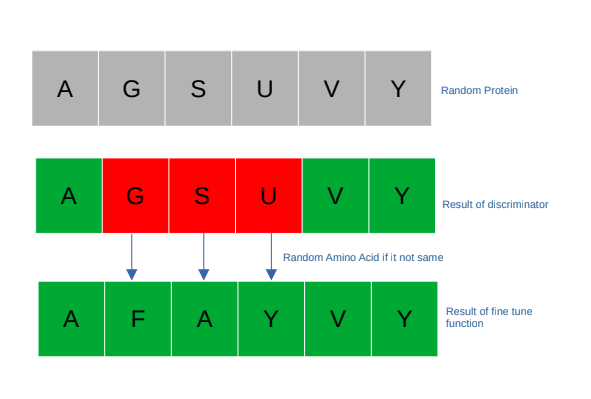 A G S U V Y
Random Protein
A G S U V Y
Result of discriminator
Random Amino Acid if it not same
A F A Y V Y
Result of fine tune
function